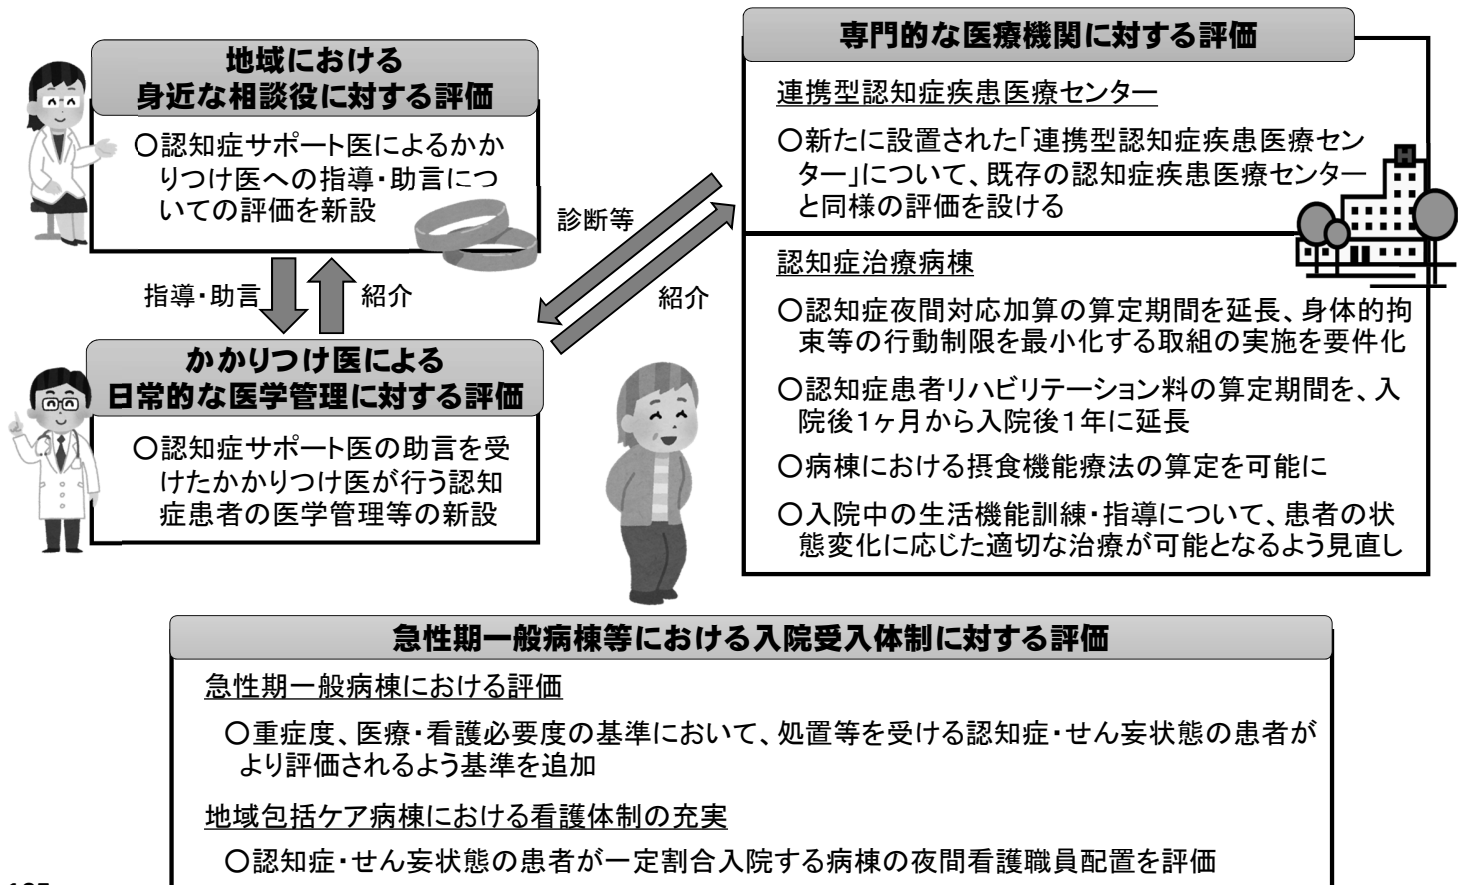 地域における
身近な相談役に対する評価
〇認知症サポート医によるかか
りつけ医への指導・助言につ
いての評価を新設
指導・助言
紹介
かかりつけ医による
日常的な医学管理に対する評価
〇認知症サポート医の助言を受
けたかかりつけ医が行う認知
症患者の医学管理等の新設
診断等
紹介
専門的な医療機関に対する評価
連携型認知症疾患医療センター
〇新たに設置された「連携型認知症疾患医療セン
ター」について、既存の認知症疾患医療センター
と同様の評価を設ける
H
認知症治療病棟
〇認知症夜間対応加算の算定期間を延長、身体的拘
束等の行動制限を最小化する取組の実施を要件化
〇認知症患者リハビリテーション料の算定期間を、入
院後1ヶ月から入院後1年に延長
〇病棟における摂食機能療法の算定を可能に
〇入院中の生活機能訓練・指導について、患者の状
態変化に応じた適切な治療が可能となるよう見直し
急性期一般病棟等における入院受入体制に対する評価
急性期一般病棟における評価
〇重症度、医療・看護必要度の基準において、処置等を受ける認知症・せん妄状態の患者が
より評価されるよう基準を追加
地域包括ケア病棟における看護体制の充実
〇認知症・せん妄状態の患者が一定割合入院する病棟の夜間看護職員配置を評価